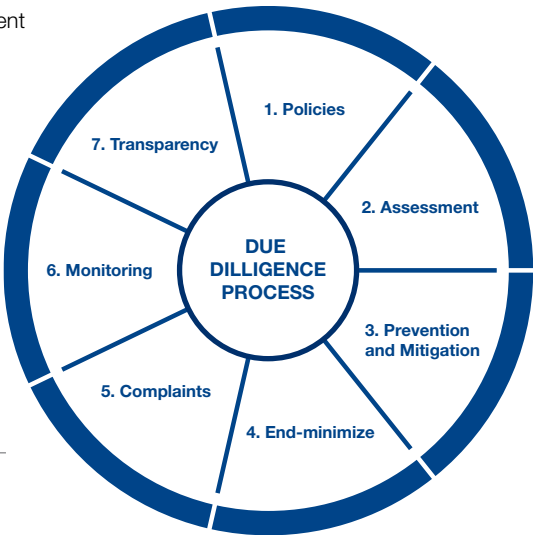 ent
1. Policies
2. Assessment
3. Prevention
and Mitigation
4. End-minimize
5. Complaints
6. Monitoring
7. Transparency
DUE
DILLIGENCE
PROCESS